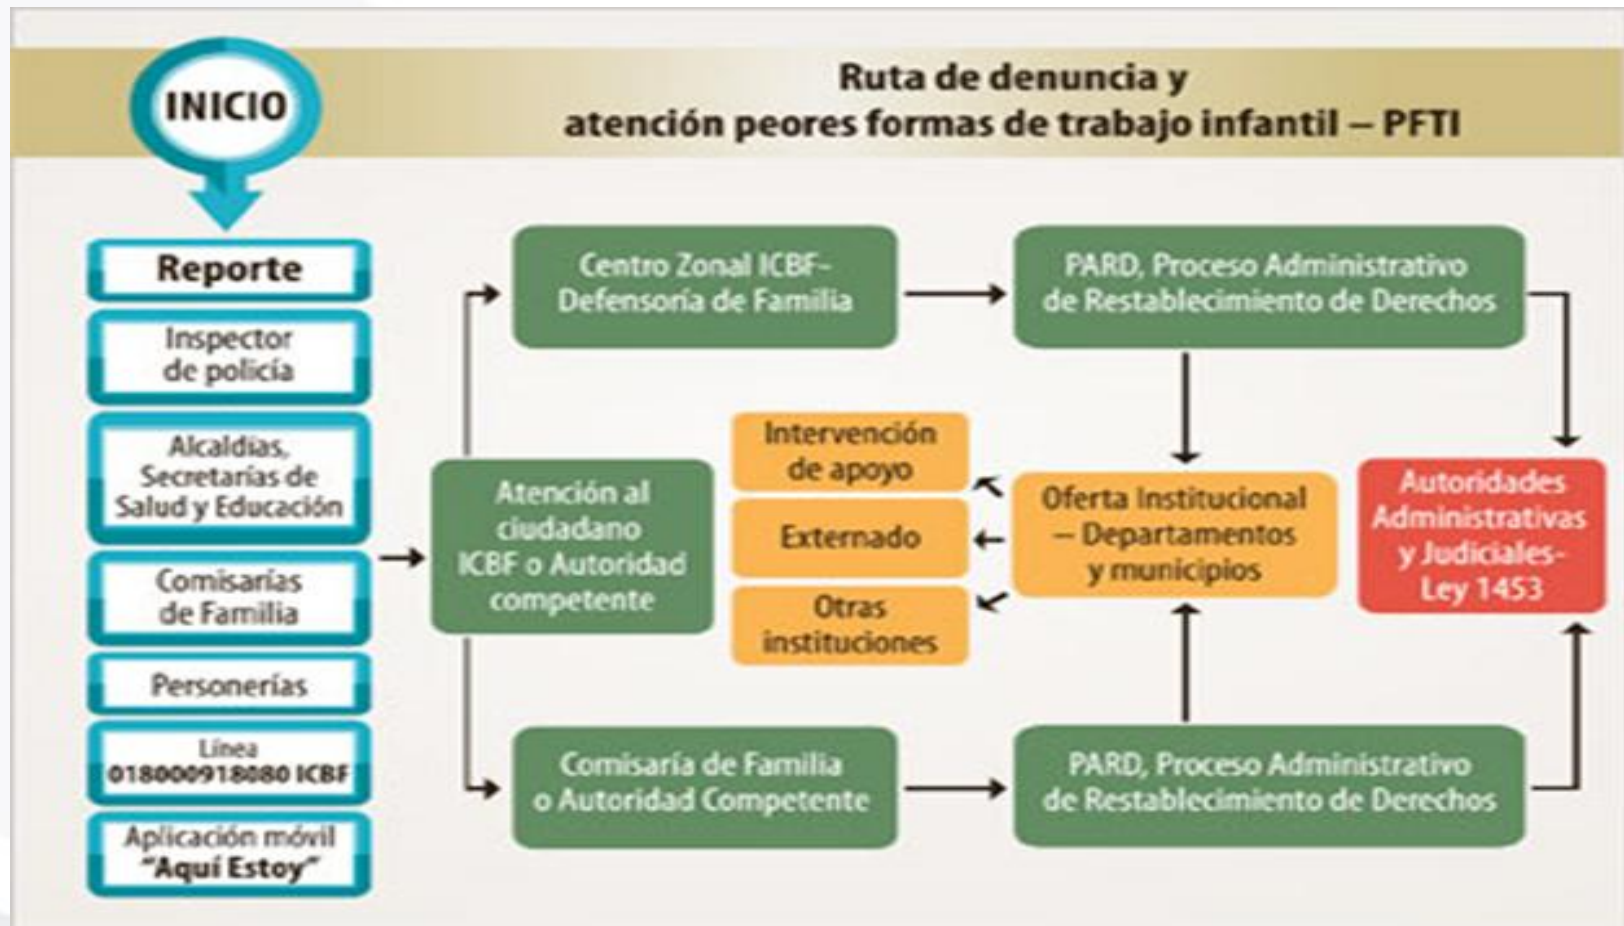 INICIO
Ruta de denuncia y
atención peores formas de trabajo infantil – PFTI
Reporte
Inspector
de policía
Alcaldías,
Secretarías de
Salud y Educación
Comisarías
de Familia
Personerías
Línea
018000918080 ICBF
Aplicación móvil
"Aquí Estoy"
Atención al
ciudadano
ICBF o Autoridad
competente
Centro Zonal ICBF-
Defensoría de Familia
PARD, Proceso Administrativo
de Restablecimiento de Derechos
Intervención
de apoyo
Externado
Otras
instituciones
Oferta Institucional
– Departamentos
y municipios
Autoridades
Administrativas
y Judiciales-
Ley 1453
Comisaría de Familia
o Autoridad Competente
PARD, Proceso Administrativo
de Restablecimiento de Derechos